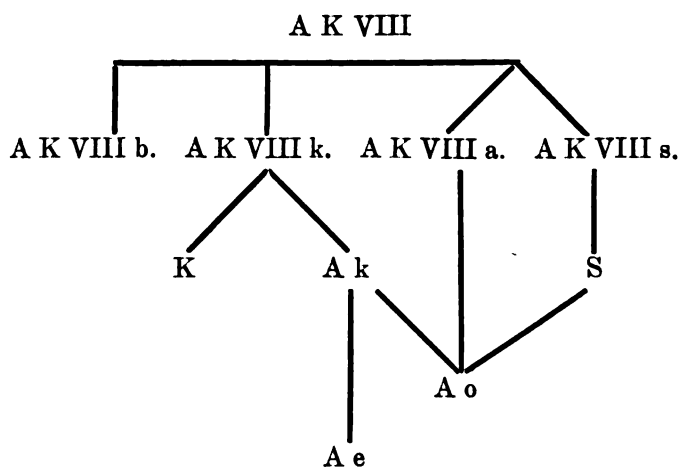 A K VIII
A K VIII b. A K VIII k. A K VIII a. A K VIII s.
K A k S
A o
A e